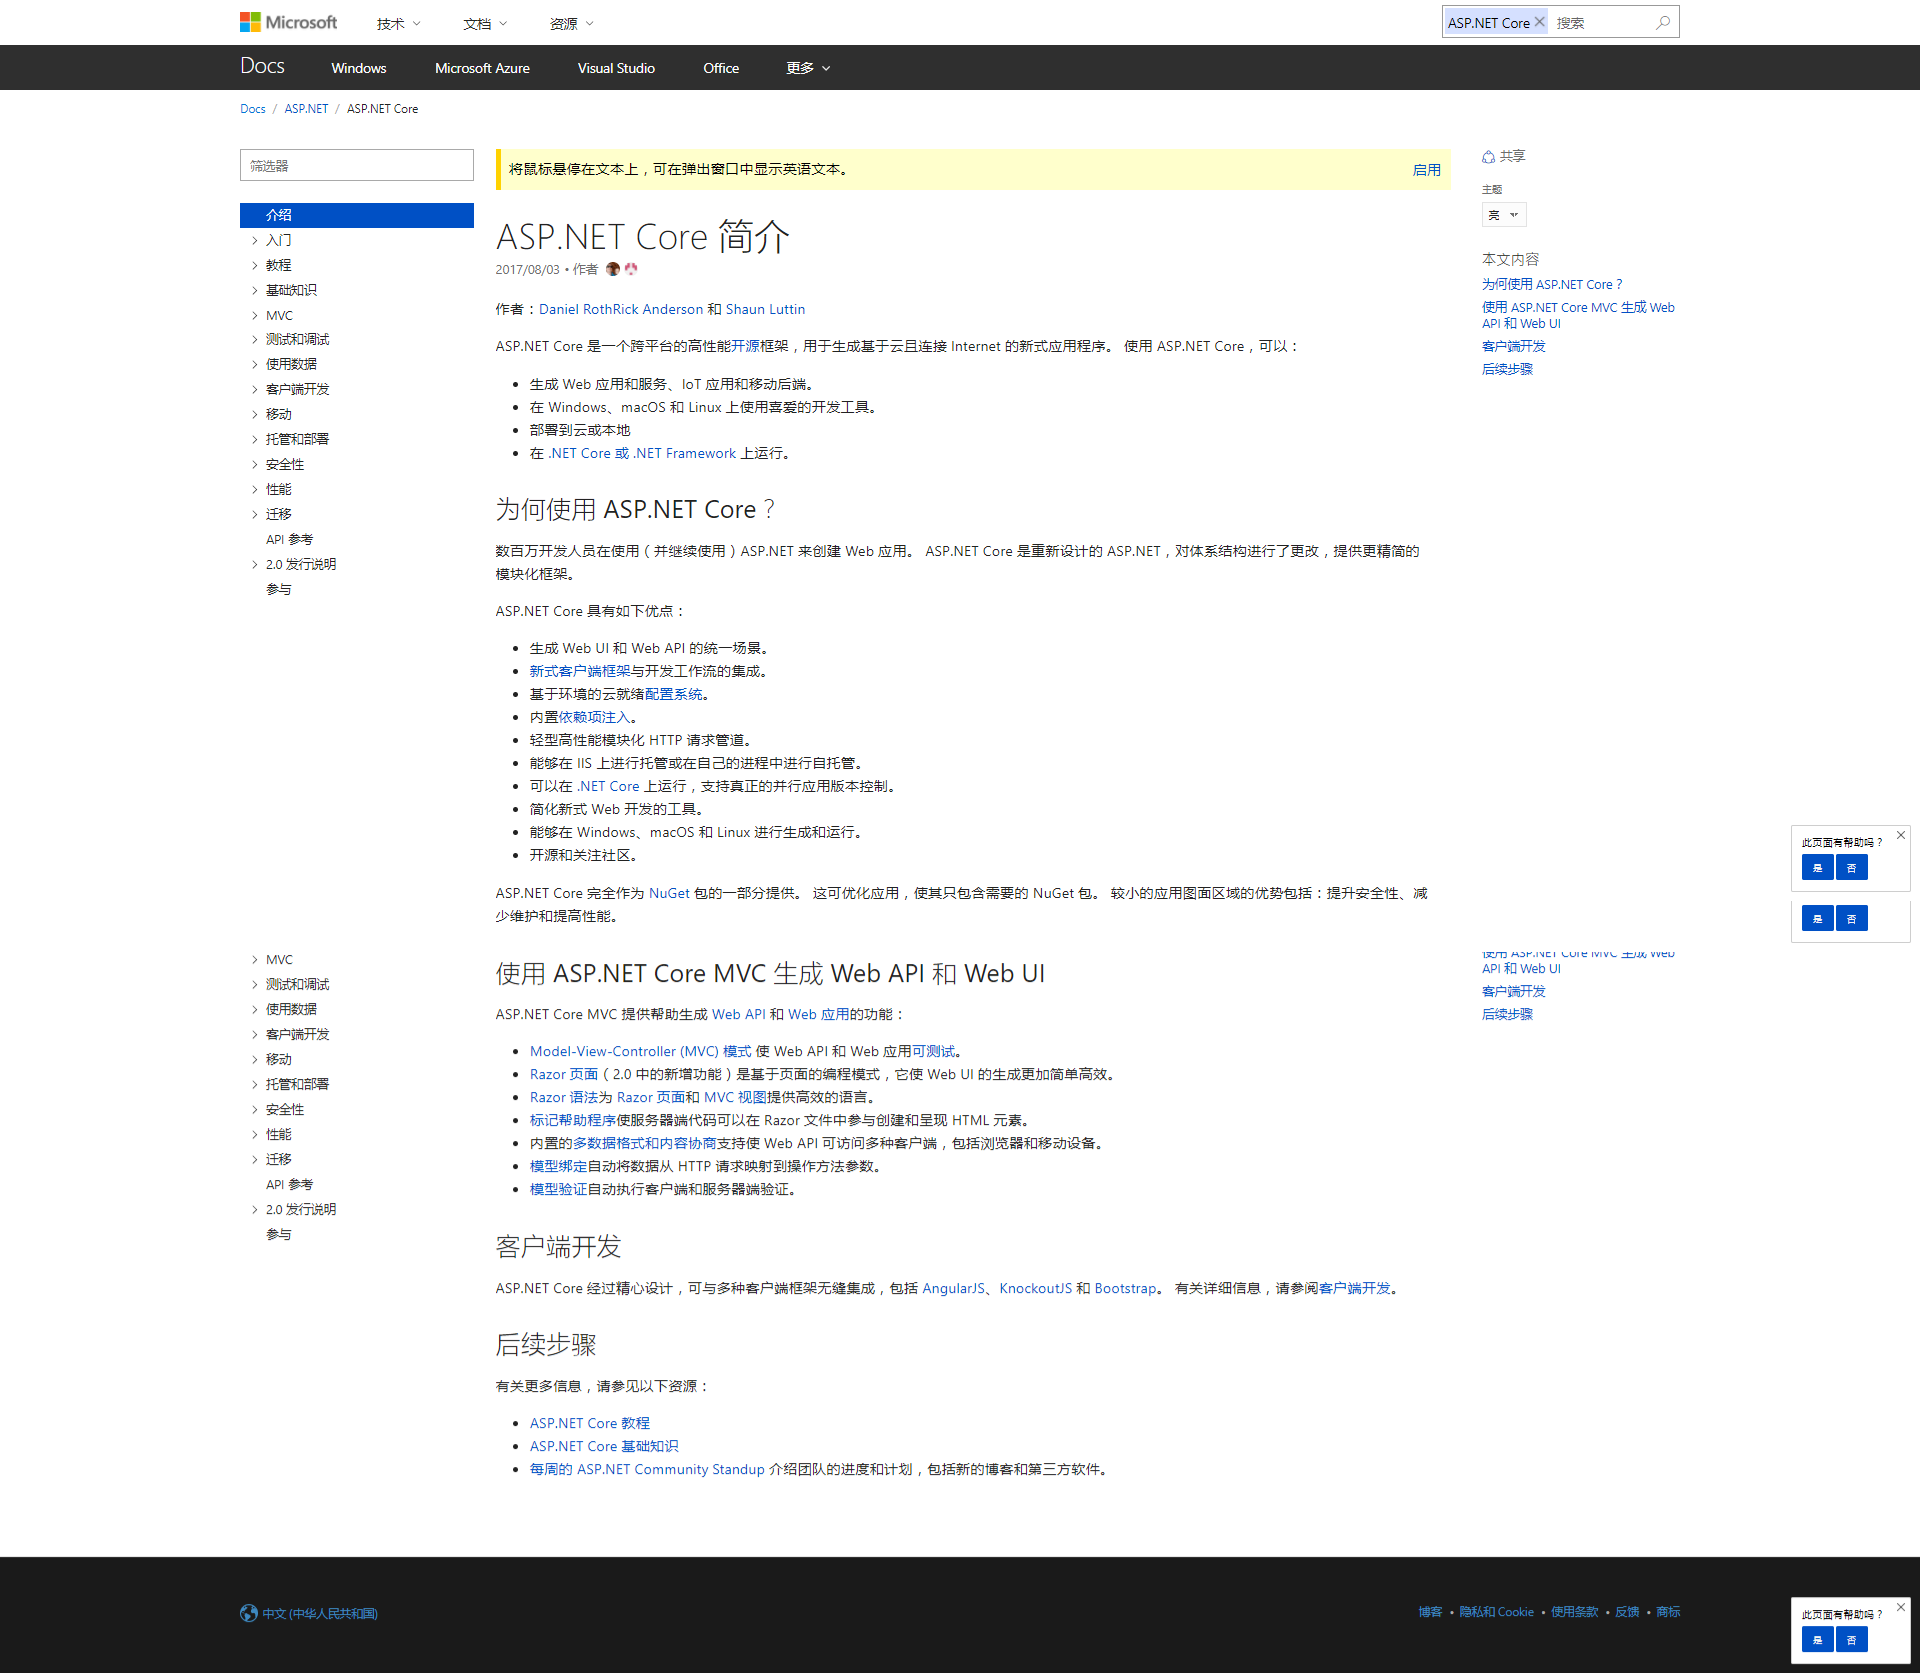 Microsoft 技术 文档 资源 ASP.NET Core 搜索
Docs Windows Microsoft Azure Visual Studio Office 更多
Docs / ASP.NET / ASP.NET Core
筛选器
介绍
入门
教程
基础知识
MVC
测试和调试
使用数据
客户端开发
移动
托管和部署
安全性
性能
迁移
API 参考
2.0 发行说明
参与
将鼠标悬停在文本上，可在弹出窗口中显示英语文本。 启用
ASP.NET Core 简介
2017/08/03 • 作者
作者：Daniel RothRick Anderson 和 Shaun Luttin
ASP.NET Core 是一个跨平台的高性能开源框架，用于生成基于云且连接 Internet 的新式应用程序。 使用 ASP.NET Core，可以：
• 生成 Web 应用和服务、IoT 应用和移动后端。
• 在 Windows、macOS 和 Linux 上使用喜爱的开发工具。
• 部署到云或本地
• 在 .NET Core 或 .NET Framework 上运行。
为何使用 ASP.NET Core？
数百万开发人员在使用（并继续使用）ASP.NET 来创建 Web 应用。 ASP.NET Core 是重新设计的 ASP.NET，对体系结构进行了更改，提供更精简的
模块化框架。
ASP.NET Core 具有如下优点：
• 生成 Web UI 和 Web API 的统一场景。
• 新式客户端框架与开发工作流的集成。
• 基于环境的云就绪配置系统。
• 内置依赖项注入。
• 轻型高性能模块化 HTTP 请求管道。
• 能够在 IIS 上进行托管或在自己的进程中进行自托管。
• 可以在 .NET Core 上运行，支持真正的并行应用版本控制。
• 简化新式 Web 开发的工具。
• 能够在 Windows、macOS 和 Linux 进行生成和运行。
• 开源和关注社区。
ASP.NET Core 完全作为 NuGet 包的一部分提供。 这可优化应用，使其只包含需要的 NuGet 包。 较小的应用图面区域的优势包括：提升安全性、减
少维护和提高性能。
共享
主题
亮
本文内容
为何使用 ASP.NET Core？
使用 ASP.NET Core MVC 生成 Web
API 和 Web UI
客户端开发
后续步骤
此页面有帮助吗？
是 否
是 否
MVC
测试和调试
使用数据
客户端开发
移动
托管和部署
安全性
性能
迁移
API 参考
2.0 发行说明
参与
使用 ASP.NET Core MVC 生成 Web API 和 Web UI
ASP.NET Core MVC 提供帮助生成 Web API 和 Web 应用的功能：
• Model-View-Controller (MVC) 模式 使 Web API 和 Web 应用可测试。
• Razor 页面（2.0 中的新增功能）是基于页面的编程模式，它使 Web UI 的生成更加简单高效。
• Razor 语法为 Razor 页面和 MVC 视图提供高效的语言。
• 标记帮助程序使服务器端代码可以在 Razor 文件中参与创建和呈现 HTML 元素。
• 内置的多数据格式和内容协商支持使 Web API 可访问多种客户端，包括浏览器和移动设备。
• 模型绑定自动将数据从 HTTP 请求映射到操作方法参数。
• 模型验证自动执行客户端和服务器端验证。
客户端开发
ASP.NET Core 经过精心设计，可与多种客户端框架无缝集成，包括 AngularJS、KnockoutJS 和 Bootstrap。 有关详细信息，请参阅客户端开发。
后续步骤
有关更多信息，请参见以下资源：
• ASP.NET Core 教程
• ASP.NET Core 基础知识
• 每周的 ASP.NET Community Standup 介绍团队的进度和计划，包括新的博客和第三方软件。
使用 ASP.NET Core MVC 生成 Web
API 和 Web UI
客户端开发
后续步骤
中文 (中华人民共和国)
博客 • 隐私和 Cookie • 使用条款 • 反馈 • 商标
此页面有帮助吗？
是 否